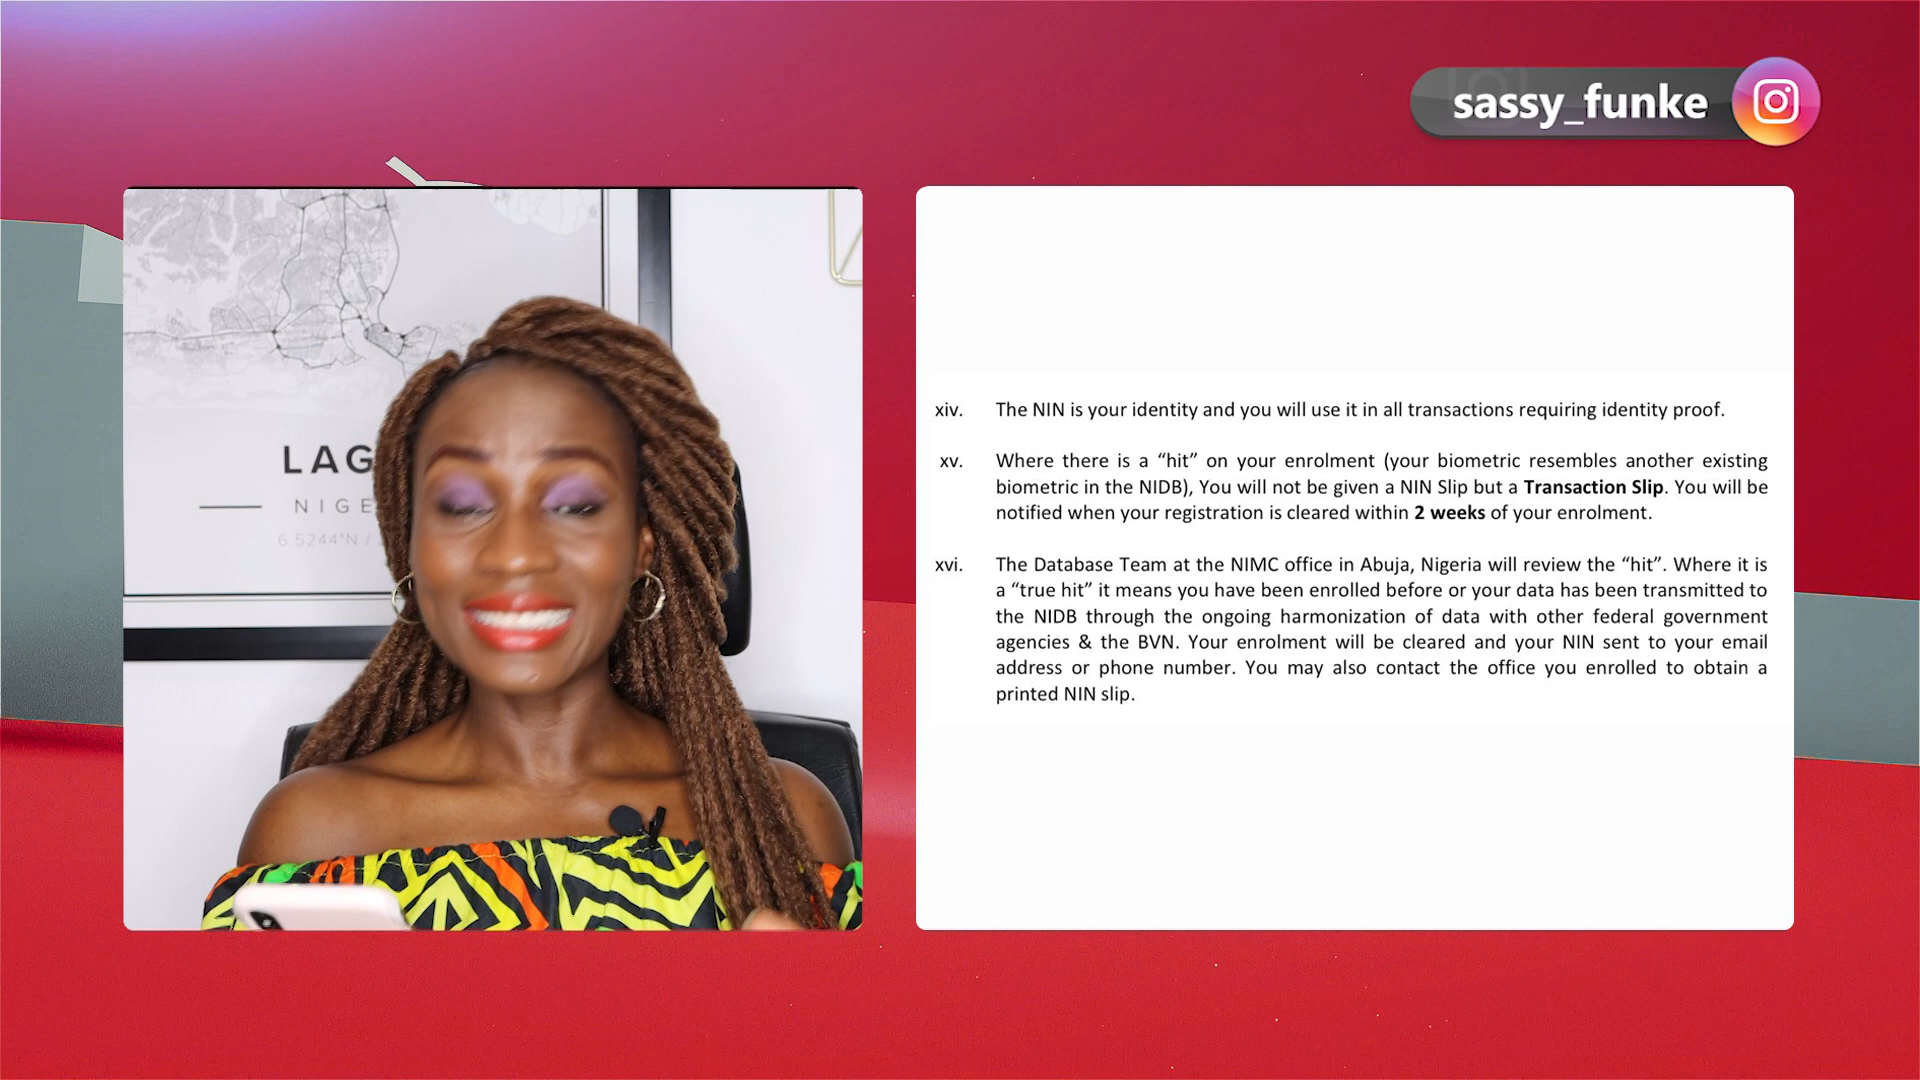 sassy_funke
LAG
NIGE
6.5244°N /
xiv. The NIN is your identity and you will use it in all transactions requiring identity proof.
xv. Where there is a “hit” on your enrolment (your biometric resembles another existing
biometric in the NIDB), You will not be given a NIN Slip but a Transaction Slip. You will be
notified when your registration is cleared within 2 weeks of your enrolment.
xvi. The Database Team at the NIMC office in Abuja, Nigeria will review the “hit”. Where it is
a “true hit” it means you have been enrolled before or your data has been transmitted to
the NIDB through the ongoing harmonization of data with other federal government
agencies & the BVN. Your enrolment will be cleared and your NIN sent to your email
address or phone number. You may also contact the office you enrolled to obtain a
printed NIN slip.